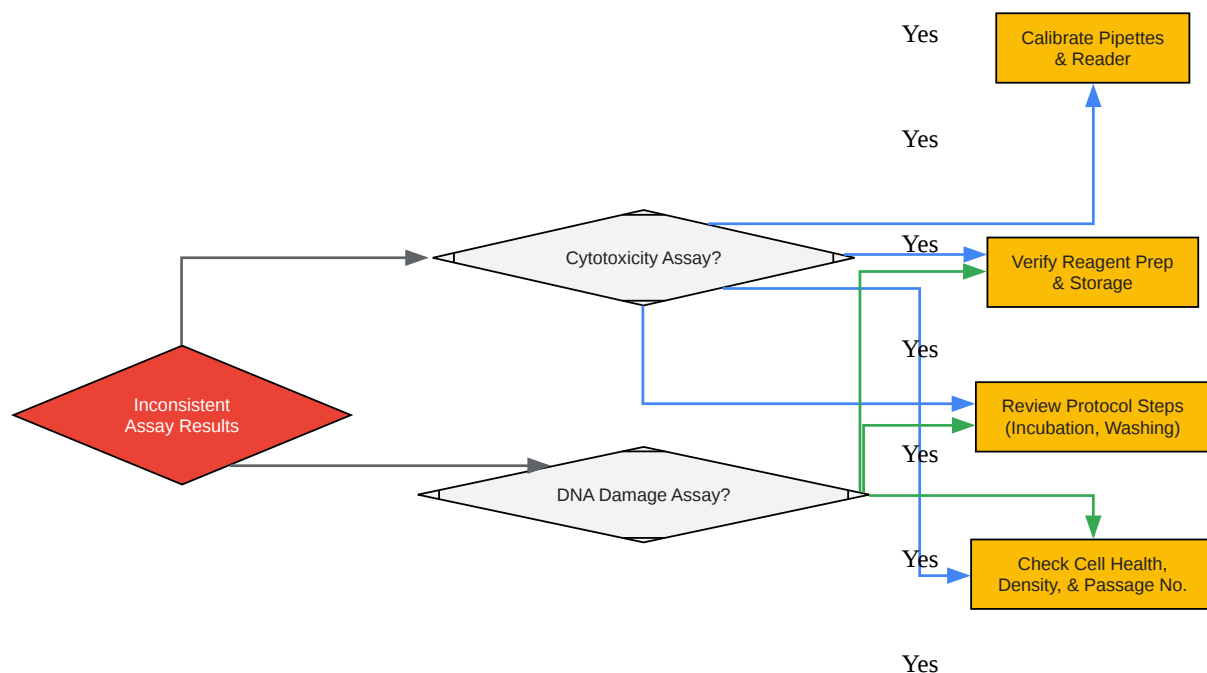 Yes
Calibrate Pipettes
& Reader
Yes
Yes
Cytotoxicity Assay?
Verify Reagent Prep
& Storage
Yes
Inconsistent
Assay Results
Review Protocol Steps
(Incubation, Washing)
Yes
DNA Damage Assay?
Yes
Check Cell Health,
Density, & Passage No.
Yes